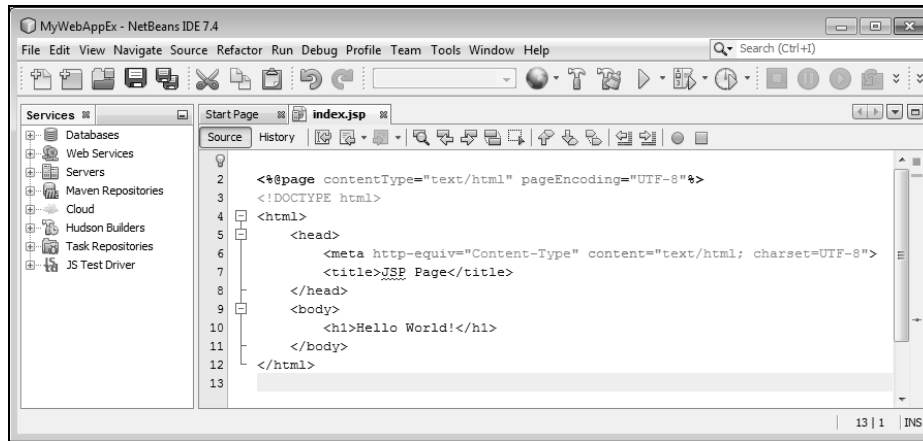 MyWebAppEx - NetBeans IDE 7.4
File Edit View Navigate Source Refactor Run Debug Profile Team Tools Window Help
Search (Ctrl+I)
Services
Databases
Web Services
Servers
Maven Repositories
Cloud
Hudson Builders
Task Repositories
JS Test Driver
Start Page
index.jsp
Source History
2 <%@page contentType="text/html" pageEncoding="UTF-8"%>
3 <!DOCTYPE html>
4 <html>
5 <head>
6 <meta http-equiv="Content-Type" content="text/html; charset=UTF-8">
7 <title>JSP Page</title>
8 </head>
9 <body>
10 <h1>Hello World!</h1>
11 </body>
12 </html>
13
13 | 1 INS